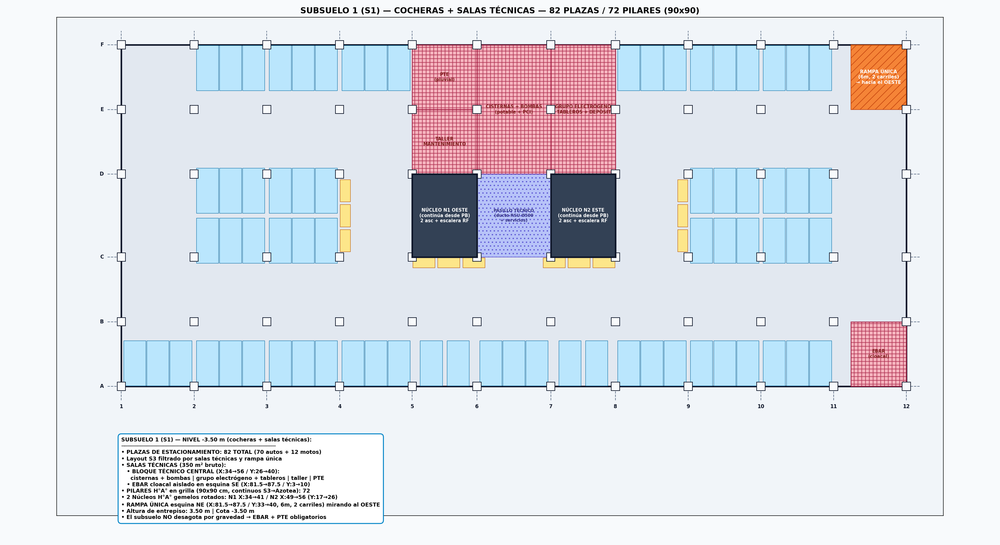 SUBSUELO 1 (S1) — COCHERAS + SALAS TÉCNICAS — 82 PLAZAS / 72 PILARES (90x90)
F
PTE
(pluvial)
RAMPA ÚNICA
(6m, 2 carriles)
→ hacia el OESTE
E
CISTERNAS + BOMBAS
(potable + PCI)
GRUPO ELECTRÓGENO
TABLEROS + DEPÓSIT
TALLER
MANTENIMIENTO
D
NÚCLEO N1 OESTE
(continúa desde PB)
2 asc + escalera RF
PASILLO TÉCNICO
(ducto RSU Ø500
+ servicios)
NÚCLEO N2 ESTE
(continúa desde PB)
2 asc + escalera RF
C
B
EBAR
(cloacal)
A
1 2 3 4 5 6 7 8 9 10 11 12
SUBSUELO 1 (S1) — NIVEL -3.50 m (cocheras + salas técnicas):
• PLAZAS DE ESTACIONAMIENTO: 82 TOTAL (70 autos + 12 motos)
• Layout S3 filtrado por salas técnicas y rampa única
• SALAS TÉCNICAS (350 m² bruto):
• BLOQUE TÉCNICO CENTRAL (X:34→56 / Y:26→40):
cisternas + bombas | grupo electrógeno + tableros | taller | PTE
• EBAR cloacal aislado en esquina SE (X:81.5→87.5 / Y:3→10)
• PILARES H°A° en grilla (90x90 cm, continuos S3→Azotea): 72
• 2 Núcleos H°A° gemelos rotados: N1 X:34→41 / N2 X:49→56 (Y:17→26)
• RAMPA ÚNICA esquina NE (X:81.5→87.5 / Y:33→40, 6m, 2 carriles) mirando al OESTE
• Altura de entrepiso: 3.50 m | Cota -3.50 m
• El subsuelo NO desagota por gravedad → EBAR + PTE obligatorios